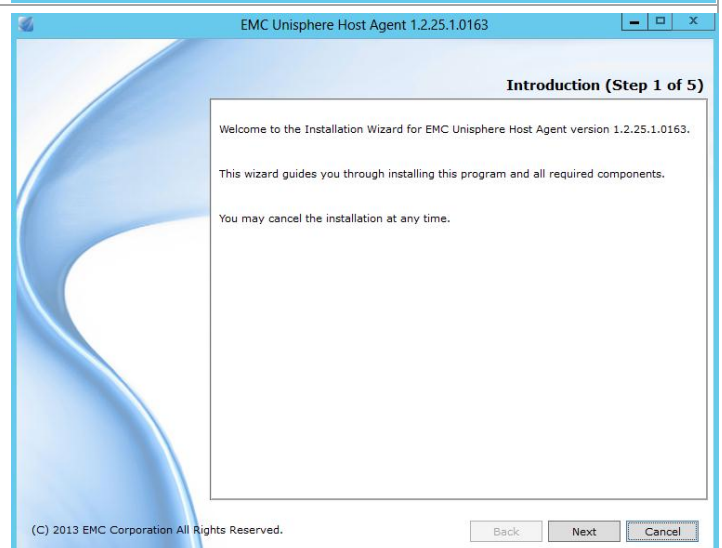 EMC Unisphere Host Agent 1.2.25.1.0163
Introduction (Step 1 of 5)
Welcome to the Installation Wizard for EMC Unisphere Host Agent version 1.2.25.1.0163.
This wizard guides you through installing this program and all required components.
You may cancel the installation at any time.
(C) 2013 EMC Corporation All Rights Reserved.
Back Next Cancel